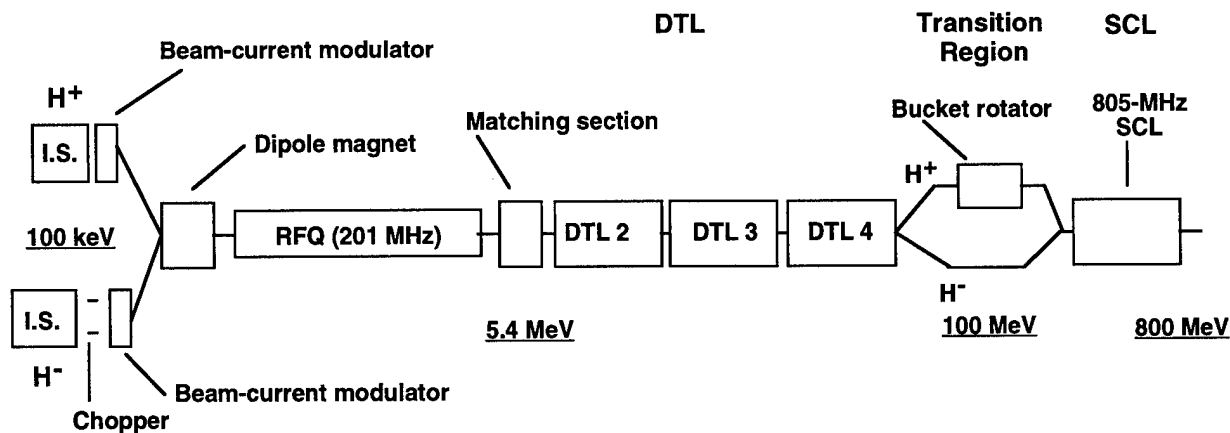 DTL
Transition
Region
SCL
Beam-current modulator
H+
I.S.
Dipole magnet
Matching section
Bucket rotator
805-MHz
SCL
H+
100 keV
RFQ (201 MHz)
DTL 2
DTL 3
DTL 4
I.S.
H-
H-
5.4 MeV
100 MeV
800 MeV
Beam-current modulator
Chopper